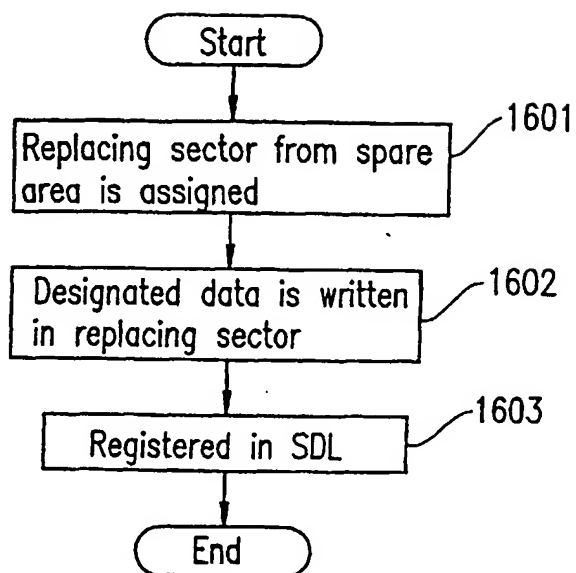 Start
1601
Replacing sector from spare
area is assigned
1602
Designated data is written
in replacing sector
1603
Registered in SDL
End